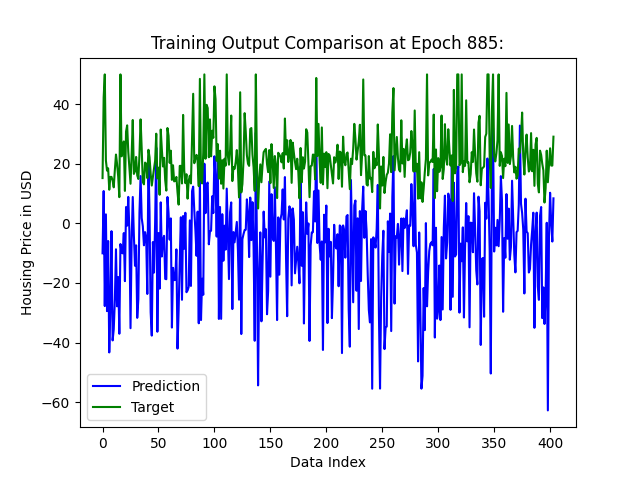 Training Output Comparison at Epoch 885:
Housing Price in USD
40
20
0
−20
−40
−60
Prediction
Target
0 50 100 150 200 250 300 350 400
Data Index